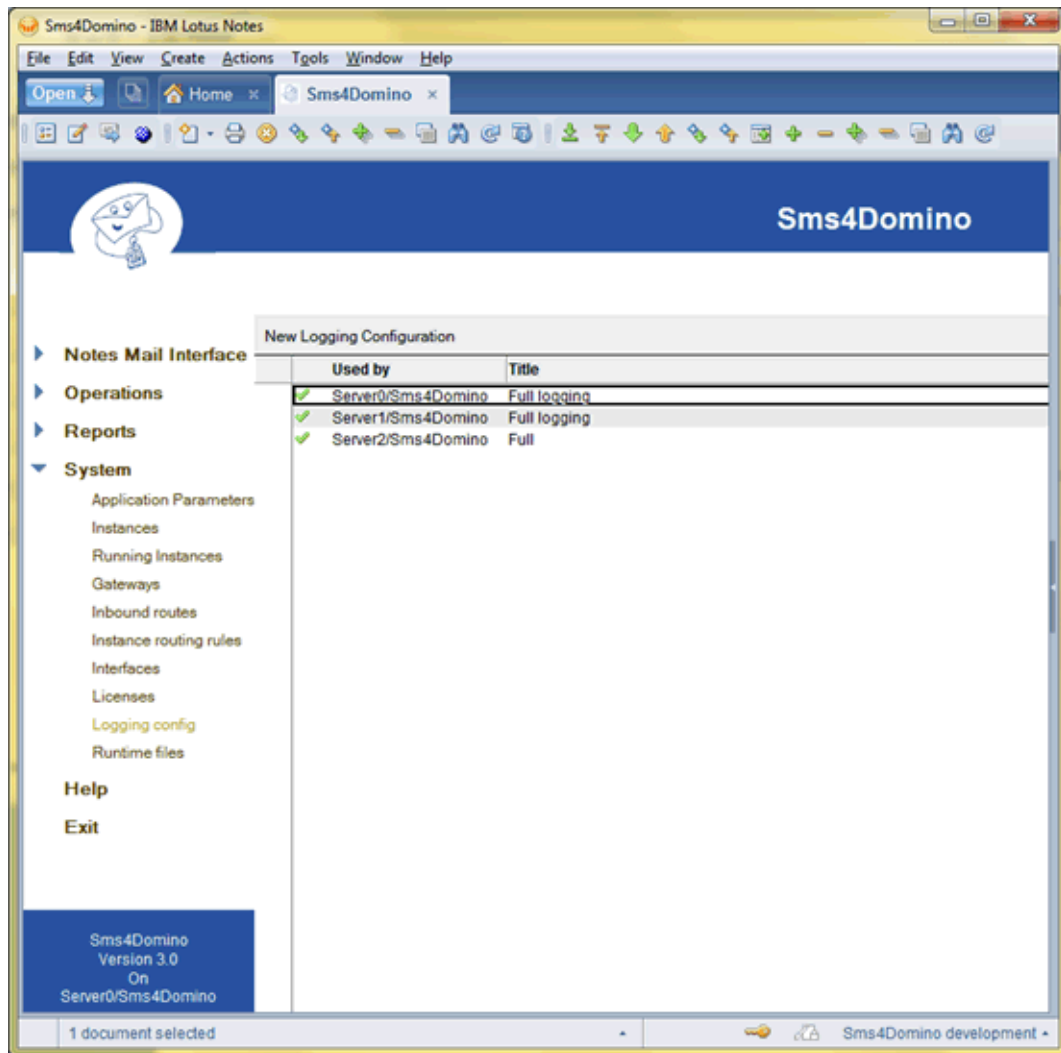 Sms4Domino - IBM Lotus Notes
File Edit View Create Actions Tools Window Help
Open Home Sms4Domino
Sms4Domino
New Logging Configuration
Used by Title
Server0/Sms4Domino Full logging
Server1/Sms4Domino Full logging
Server2/Sms4Domino Full
Notes Mail Interface
Operations
Reports
System
Application Parameters
Instances
Running Instances
Gateways
Inbound routes
Instance routing rules
Interfaces
Licenses
Logging config
Runtime files
Help
Exit
Sms4Domino
Version 3.0
On
Server0/Sms4Domino
1 document selected Sms4Domino development